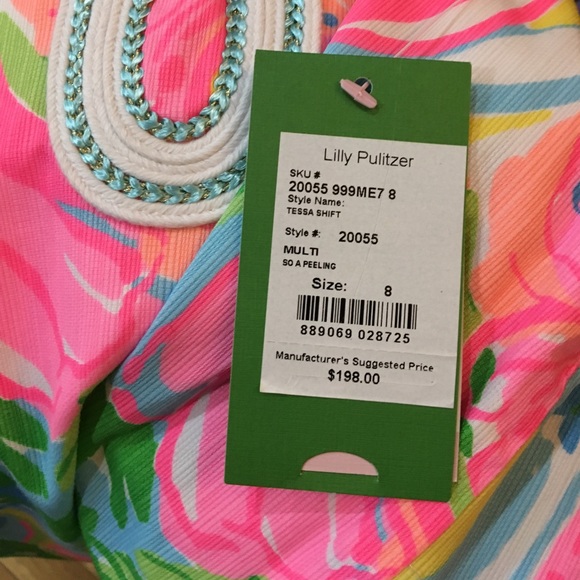 Lilly Pulitzer
SKU #
20055 999ME7 8
Style Name:
TESSA SHIFT
Style #: 20055
MULTI
SO A PEELING
Size: 8
889069 028725
Manufacturer's Suggested Price
$198.00